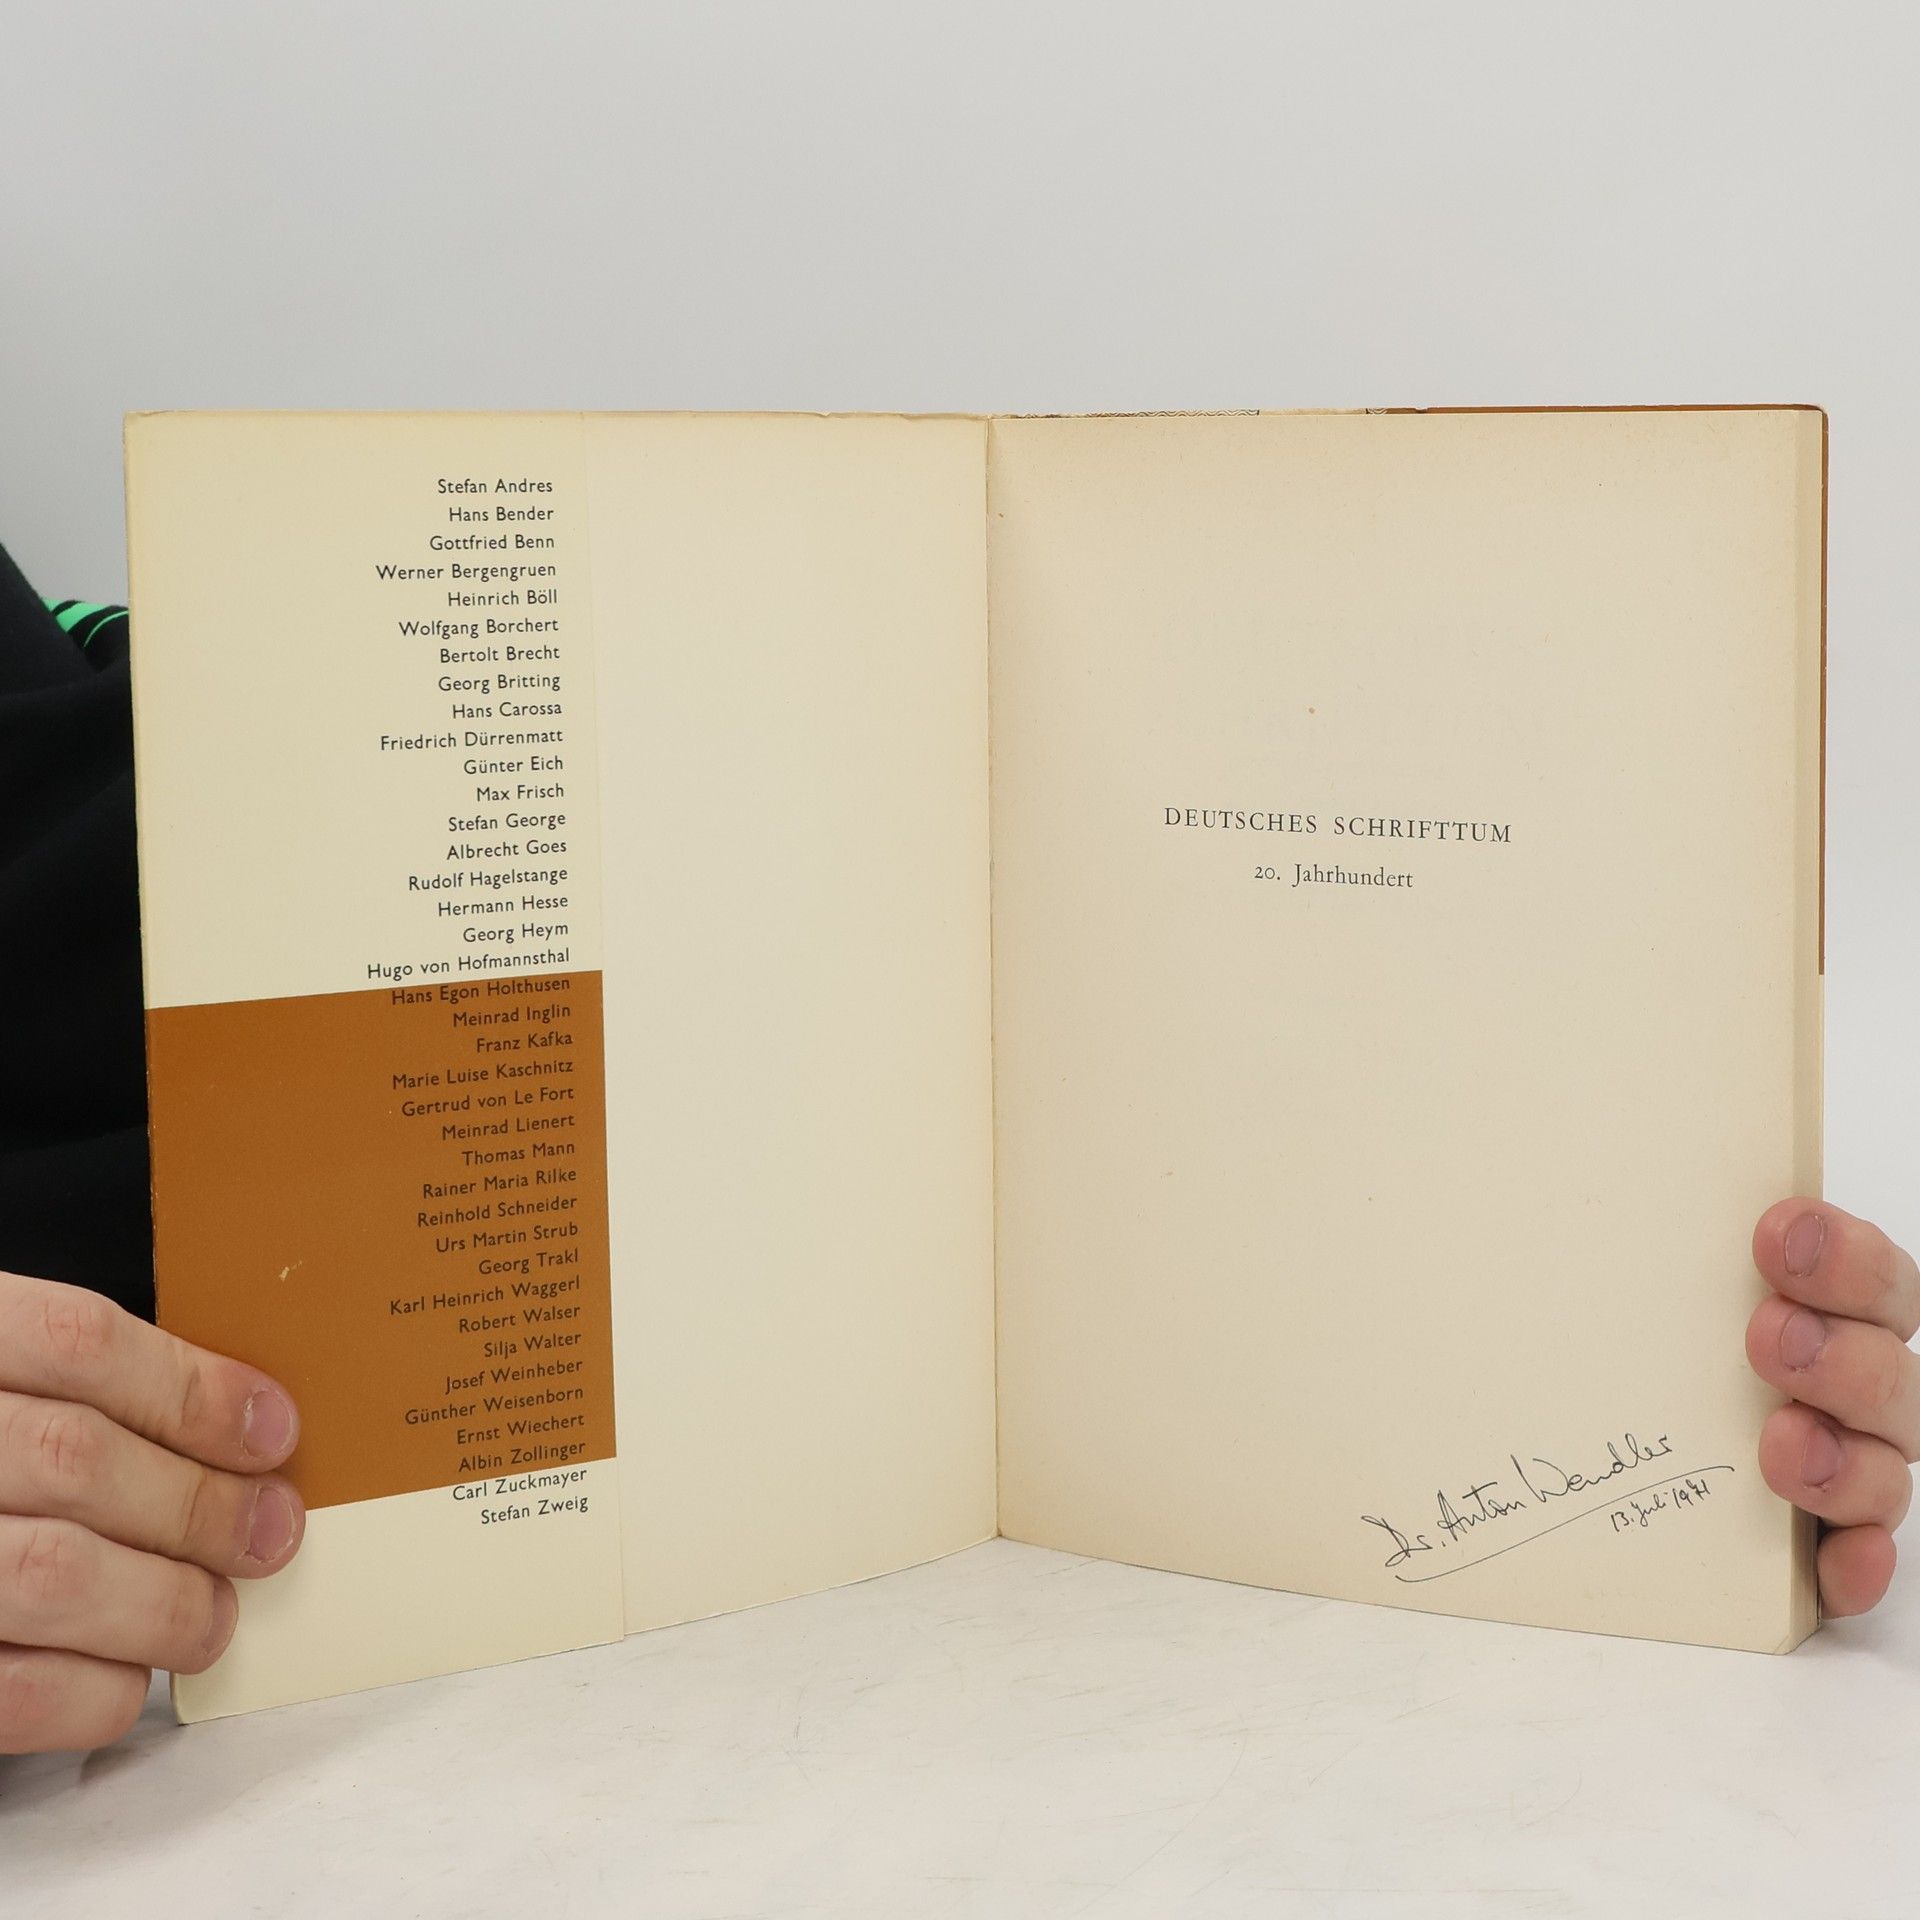 Stefan Andres
Hans Bender
Gottfried Benn
Werner Bergengruen
Heinrich Böll
Wolfgang Borchert
Bertolt Brecht
Georg Britting
Hans Carossa
Friedrich Dürrenmatt
Günter Eich
Max Frisch
Stefan George
Albrecht Goes
Rudolf Hagelstange
Hermann Hesse
Georg Heym
Hugo von Hofmannsthal
Hans Egon Holthusen
Meinrad Inglin
Franz Kafka
Marie Luise Kaschnitz
Gertrud von Le Fort
Meinrad Lienert
Thomas Mann
Rainer Maria Rilke
Reinhold Schneider
Urs Martin Strub
Georg Trakl
Karl Heinrich Waggerl
Robert Walser
Silja Walter
Josef Weinheber
Günther Weisenborn
Ernst Wiechert
Albin Zollinger
Carl Zuckmayer
Stefan Zweig
DEUTSCHES SCHRIFTTUM
20. Jahrhundert
Dr. Anton Wendler
13. Juli 1971